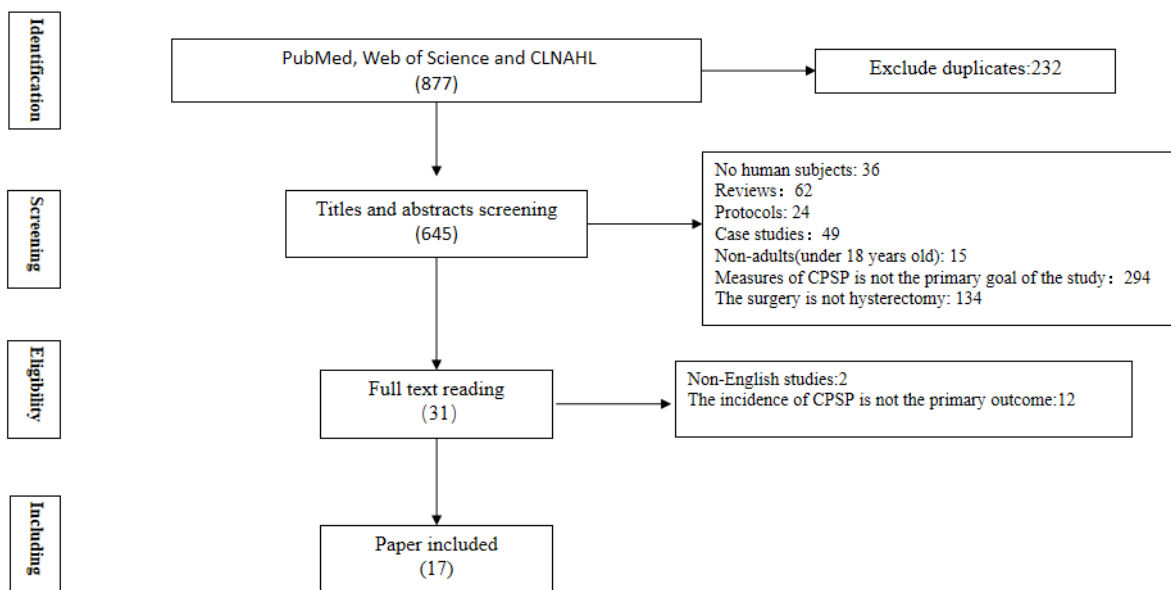 Identification
PubMed, Web of Science and CLNAHL
(877)
Exclude duplicates:232
Screening
Titles and abstracts screening
(645)
No human subjects: 36
Reviews：62
Protocols: 24
Case studies：49
Non-adults(under 18 years old): 15
Measures of CPSP is not the primary goal of the study：294
The surgery is not hysterectomy: 134
Eligibility
Full text reading
(31)
Non-English studies:2
The incidence of CPSP is not the primary outcome:12
Including
Paper included
(17)